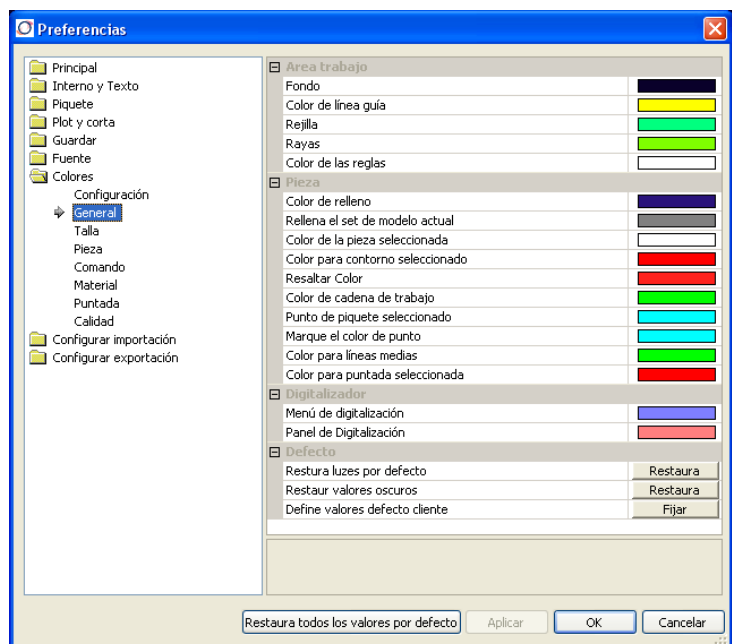 Preferencias
Principal
Interno y Texto
Piquete
Plot y corta
Guardar
Fuente
Colores
Configuración
General
Talla
Pieza
Comando
Material
Puntada
Calidad
Configurar importación
Configurar exportación
Area trabajo
Fondo
Color de línea guía
Rejilla
Rayas
Color de las reglas
Pieza
Color de relleno
Rellena el set de modelo actual
Color de la pieza seleccionada
Color para contorno seleccionado
Resaltar Color
Color de cadena de trabajo
Punto de piquete seleccionado
Marque el color de punto
Color para líneas medias
Color para puntada seleccionada
Digitalizador
Menú de digitalización
Panel de Digitalización
Defecto
Restura luzes por defecto Restaura
Restaur valores oscuros Restaura
Define valores defecto cliente Fijar
Restaura todos los valores por defecto Aplicar OK Cancelar